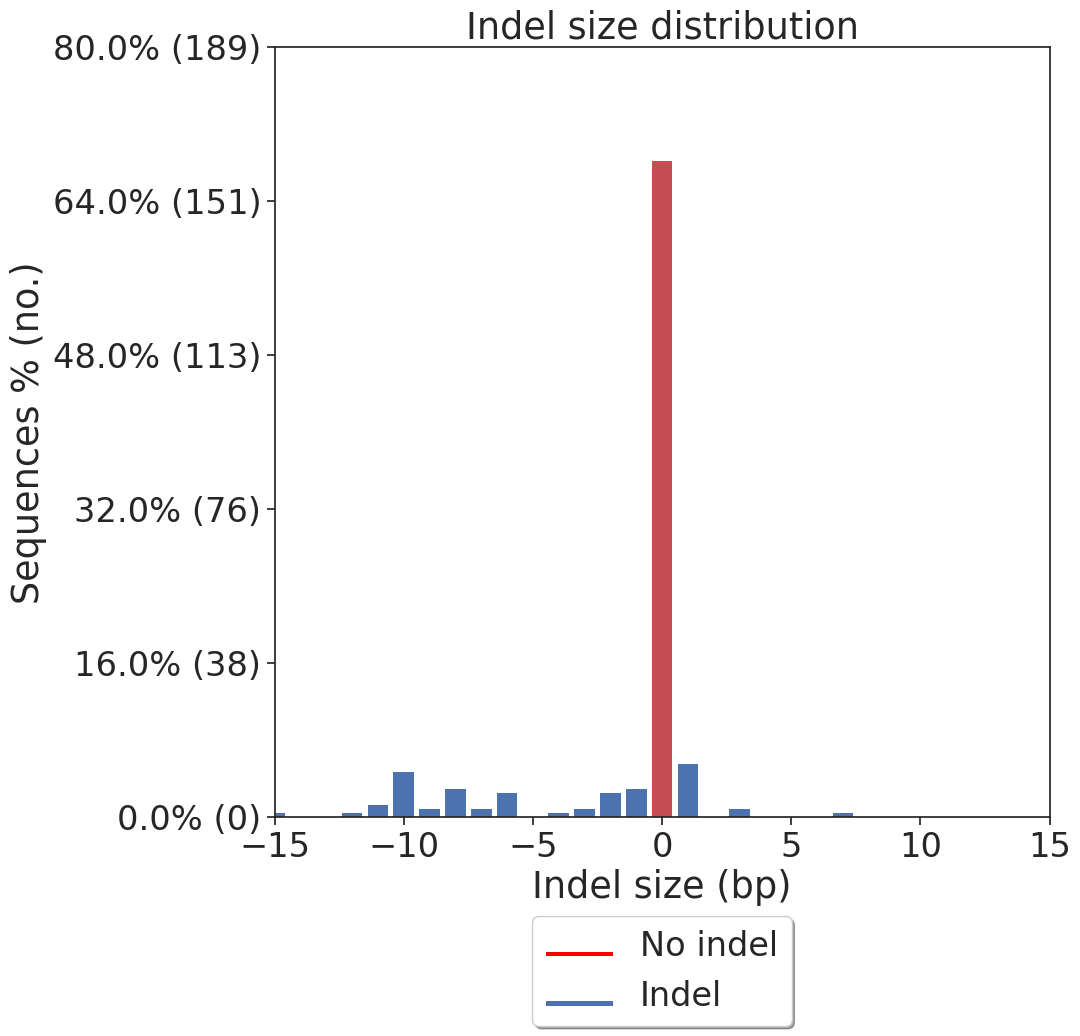 Indel size distribution
80.0% (189)
64.0% (151)
48.0% (113)
32.0% (76)
16.0% (38)
0.0% (0)
Sequences % (no.)
−15 −10 −5 0 5 10 15
Indel size (bp)
No indel
Indel